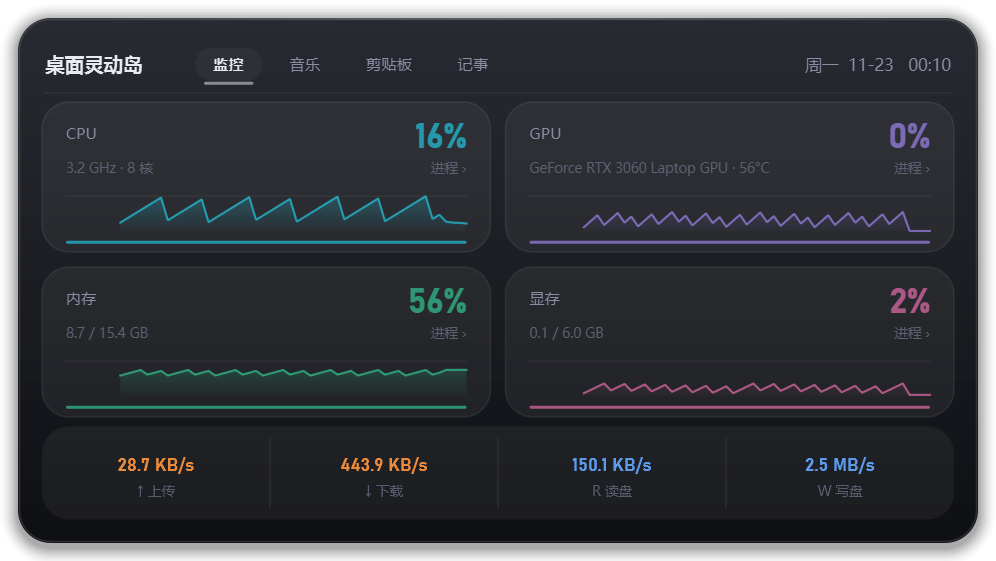 桌面灵动岛 监控 音乐 剪贴板 记事 周一 11-23 00:10
CPU 16%
3.2 GHz · 8 核 进程 ›
GPU 0%
GeForce RTX 3060 Laptop GPU · 56°C 进程 ›
内存 56%
8.7 / 15.4 GB 进程 ›
显存 2%
0.1 / 6.0 GB 进程 ›
28.7 KB/s 443.9 KB/s 150.1 KB/s 2.5 MB/s
↑ 上传 ↓ 下载 R 读盘 W 写盘